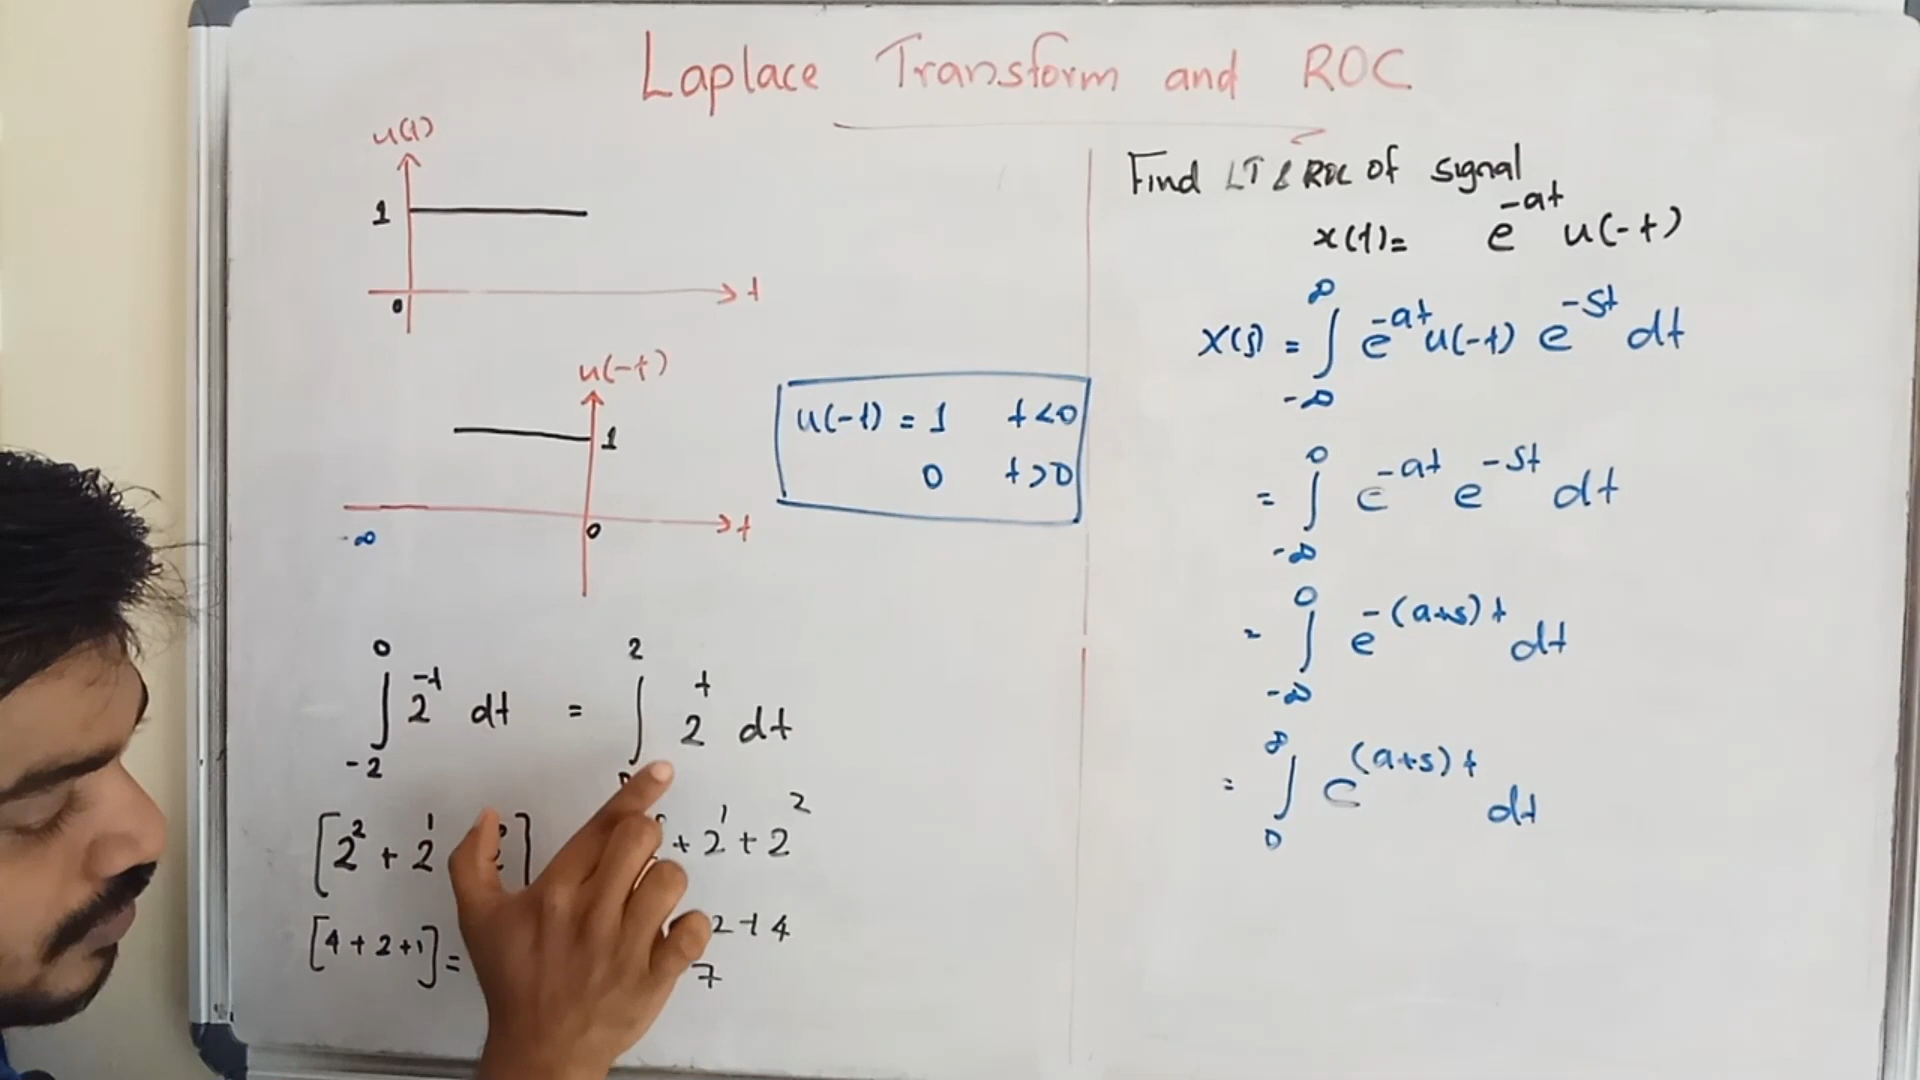 Laplace Transform and ROC
u(t)
1
0
t
u(-t)
1
-∞
0
t
u(-t) = 1 t<0
0 t>0
0
∫ 2^-t dt = ∫ 2^t dt
-2
2
[2^2 + 2^1
+ 2^1 + 2^2
[4+2+1] =
2+4
7
Find LT & ROC of signal
x(t) = e^-at u(-t)
X(s) = ∫_-∞^∞ e^-at u(-t) e^-st dt
= ∫_-∞^0 e^-at e^-st dt
= ∫_-∞^0 e^-(a+s)t dt
= ∫_0^∞ e^(a+s)t dt